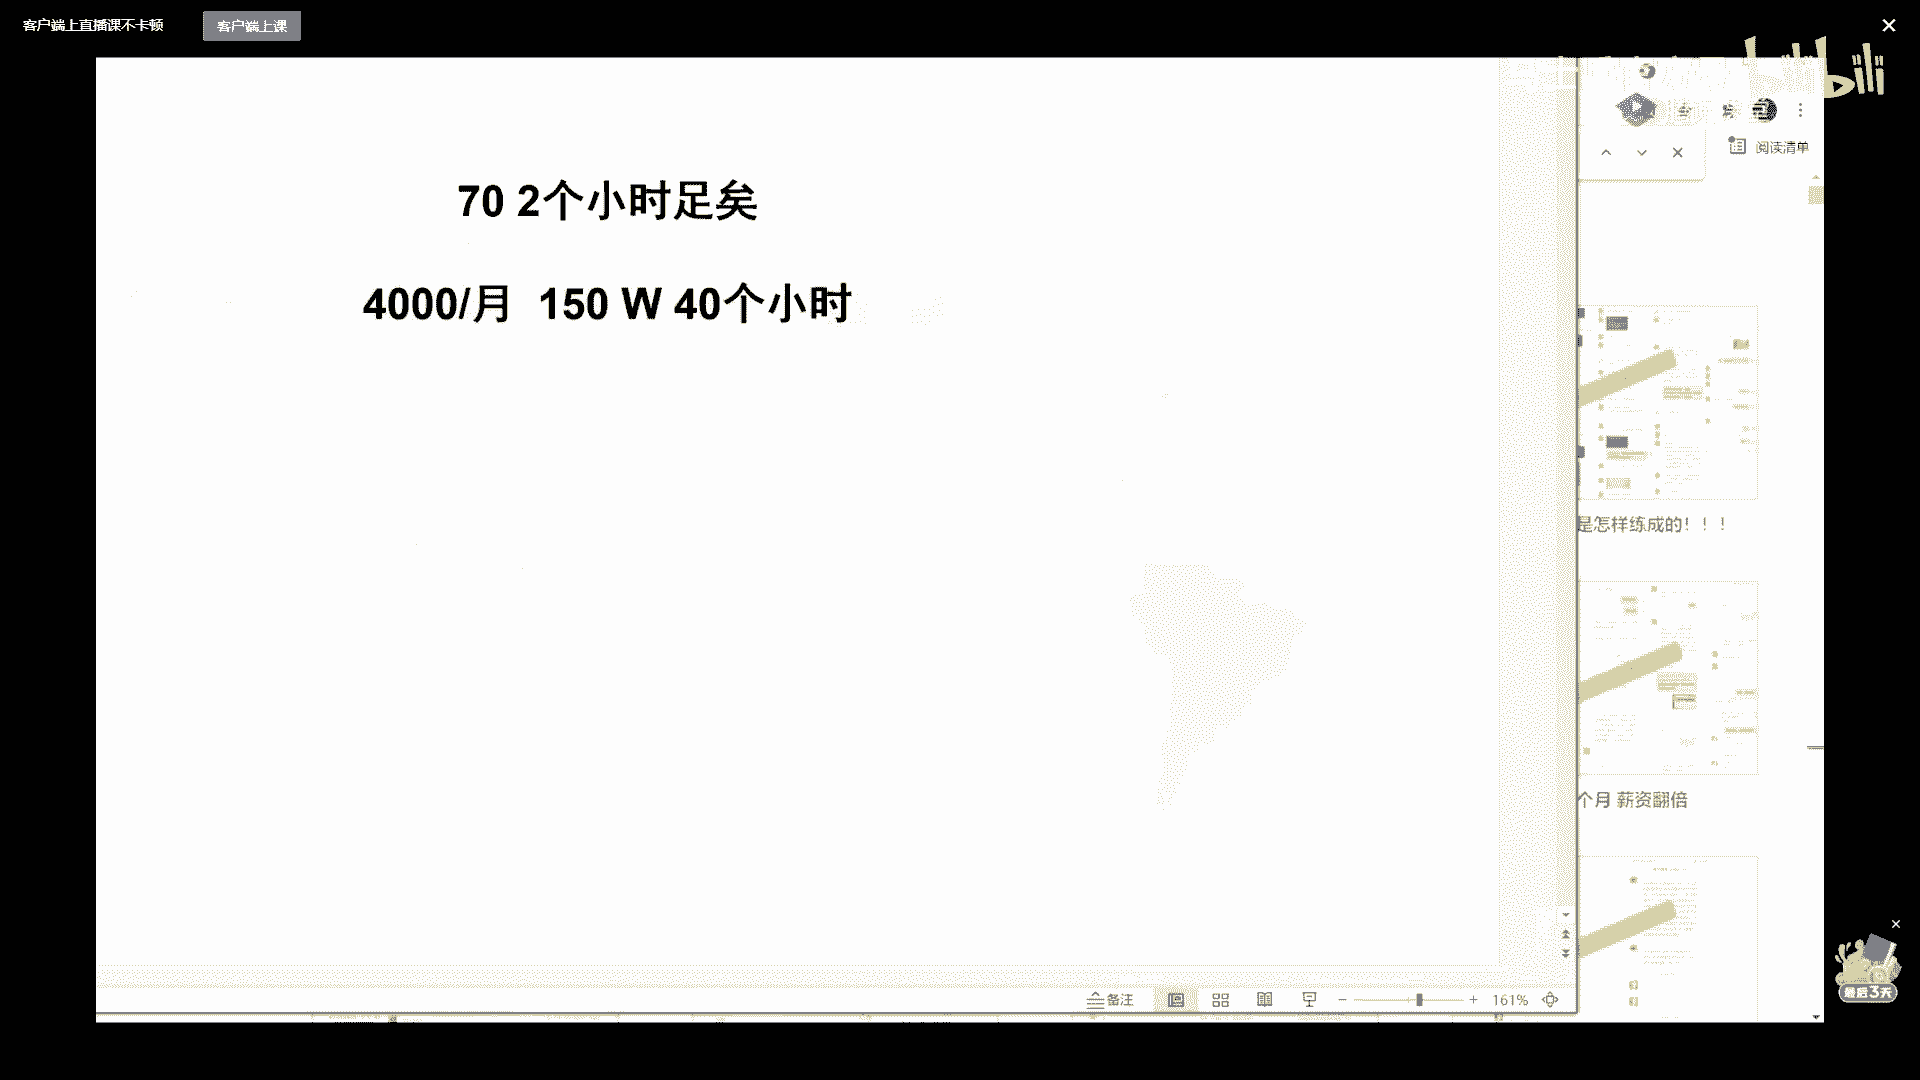 客户端上直播课不卡顿 客户端上课
bilibili
阅读清单
70 2个小时足矣
4000/月 150 W 40个小时
是怎样练成的！！！
个月 薪资翻倍
备注 161%
最后3天